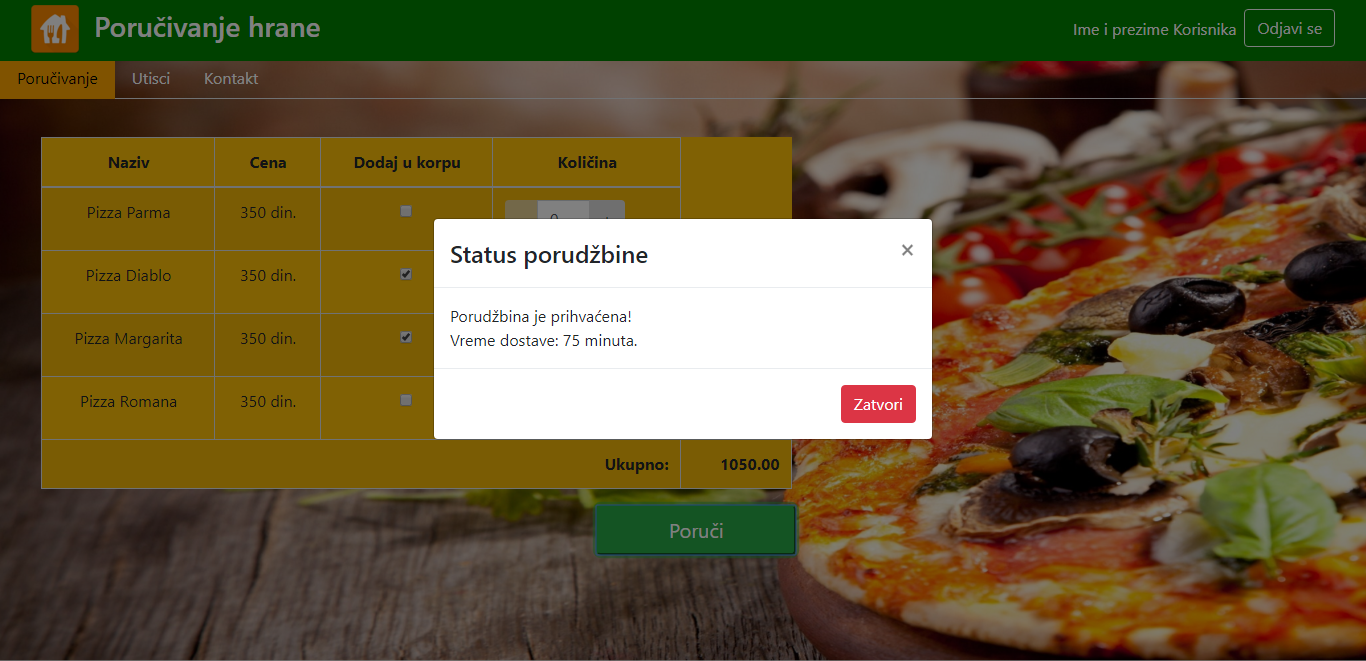 Poručivanje hrane
Ime i prezime Korisnika Odjavi se
Poručivanje Utisci Kontakt
Naziv Cena Dodaj u korpu Količina
Pizza Parma 350 din.
Pizza Diablo 350 din.
Pizza Margarita 350 din.
Pizza Romana 350 din.
Status porudžbine ×
Porudžbina je prihvaćena!
Vreme dostave: 75 minuta.
Zatvori
Ukupno: 1050.00
Poruči